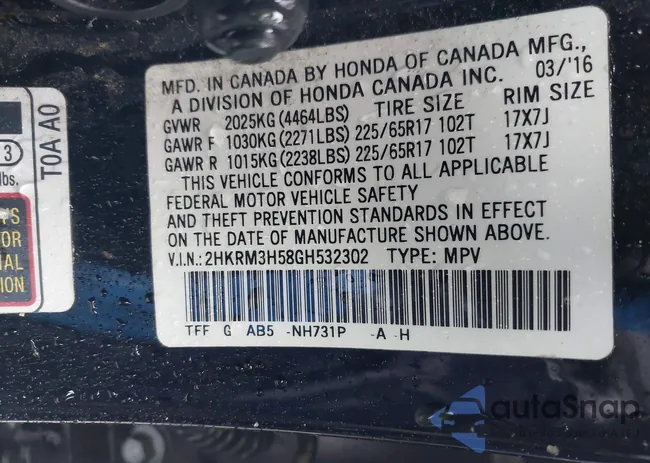 MFD. IN CANADA BY HONDA OF CANADA MFG.,
A DIVISION OF HONDA CANADA INC. 03/'16
GVWR 2025KG(4464LBS) TIRE SIZE RIM SIZE
GAWR F 1030KG(2271LBS) 225/65R17 102T 17X7J
GAWR R 1015KG(2238LBS) 225/65R17 102T 17X7J
THIS VEHICLE CONFORMS TO ALL APPLICABLE
FEDERAL MOTOR VEHICLE SAFETY
AND THEFT PREVENTION STANDARDS IN EFFECT
ON THE DATE OF MANUFACTURE SHOWN ABOVE.
V.I.N: 2HKRM3H58GH532302 TYPE: MPV
TFF G AB5 -NH731P -A -H
T0A A0
3
lbs.
OR
autoSnap